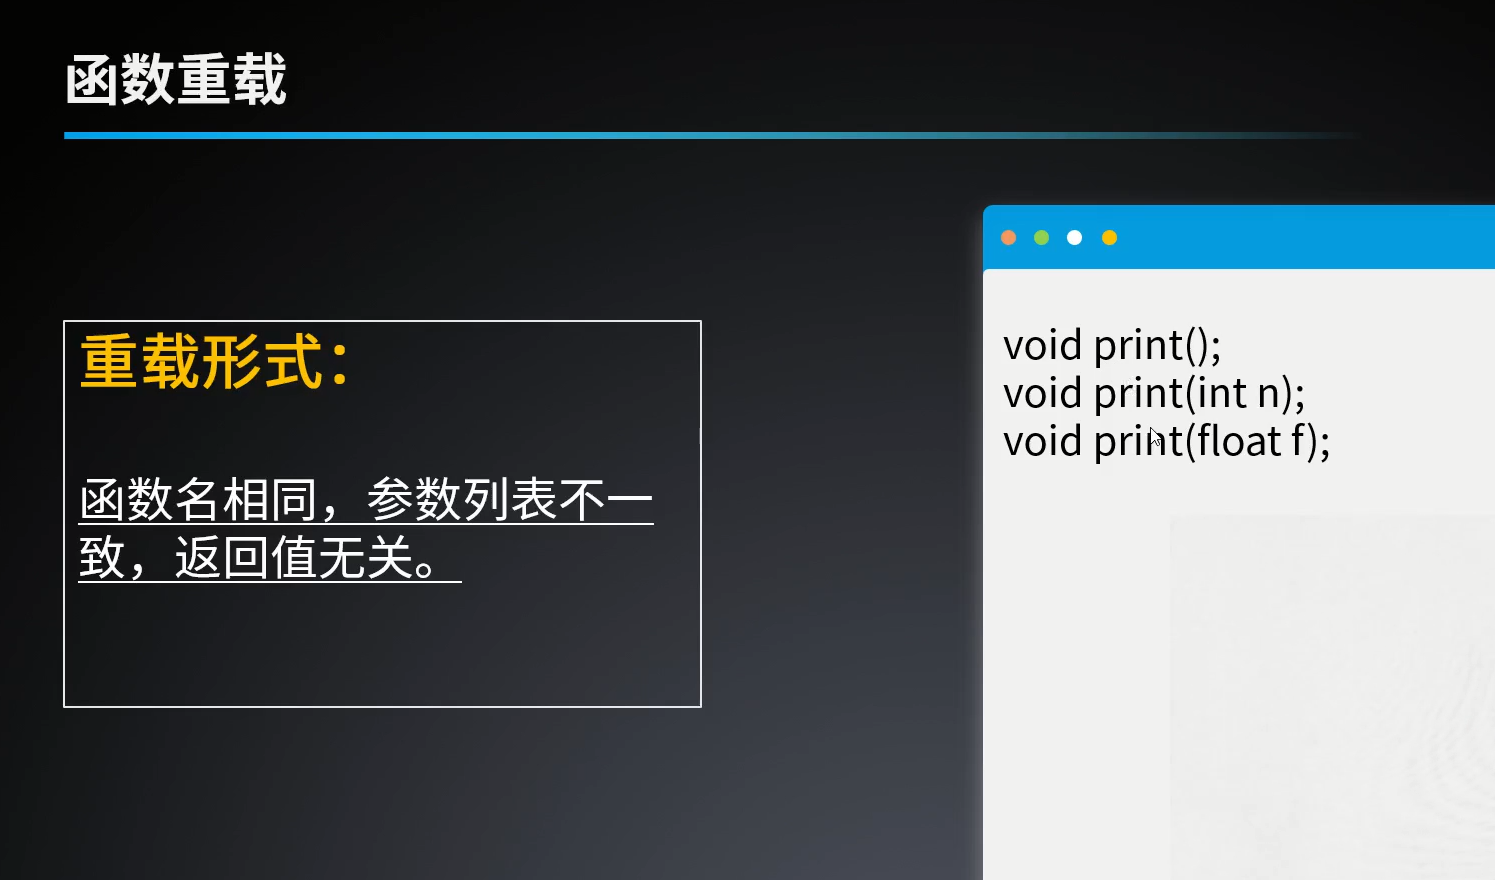 函数重载
重载形式：
函数名相同，参数列表不一
致，返回值无关。
void print();
void print(int n);
void print(float f);